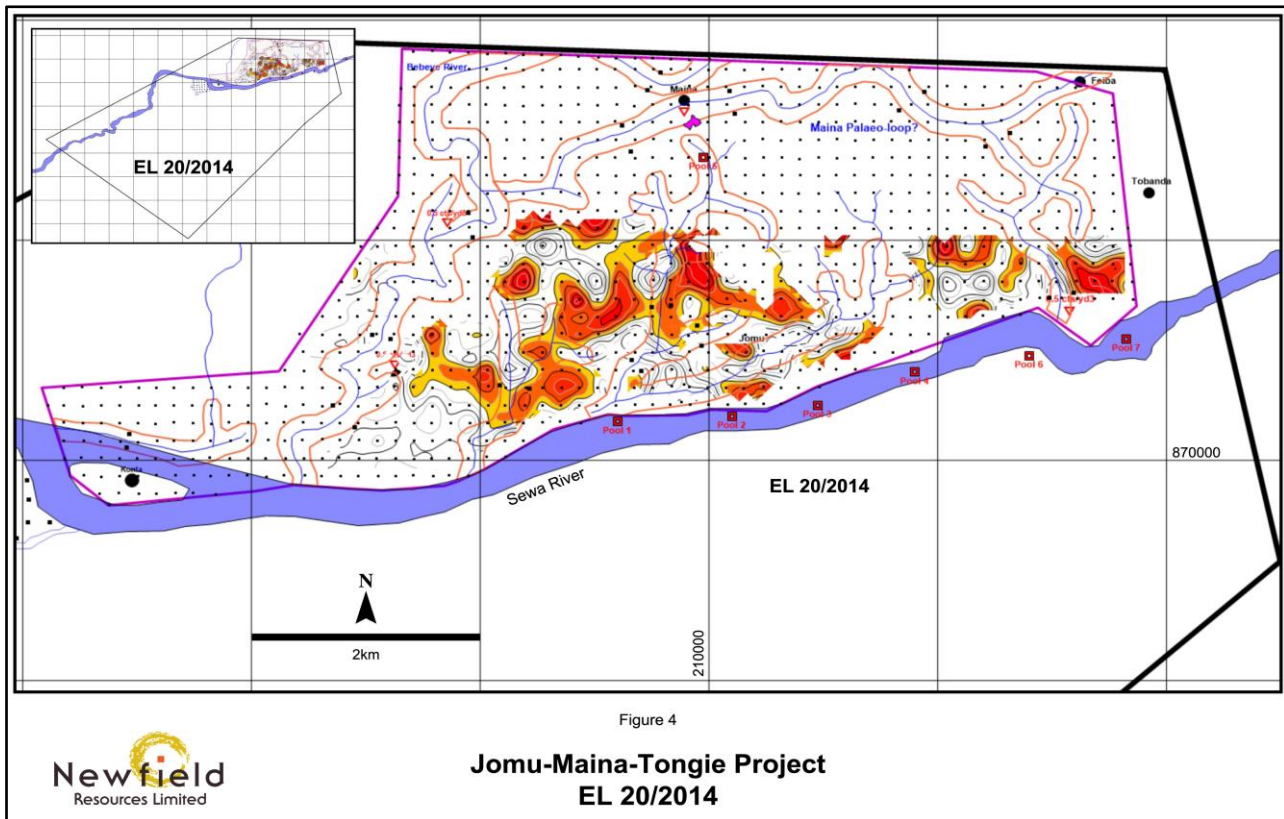 EL 20/2014
Bebeye River
Maina
Feiba
Maina Palaeo-loop?
Pool 5
Tobanda
Jomu
Pool 7
Pool 6
Pool 4
Pool 3
Pool 2
Pool 1
870000
Konta
Sewa River
EL 20/2014
N
2km
210000
Figure 4
Newfield
Resources Limited
Jomu-Maina-Tongie Project
EL 20/2014